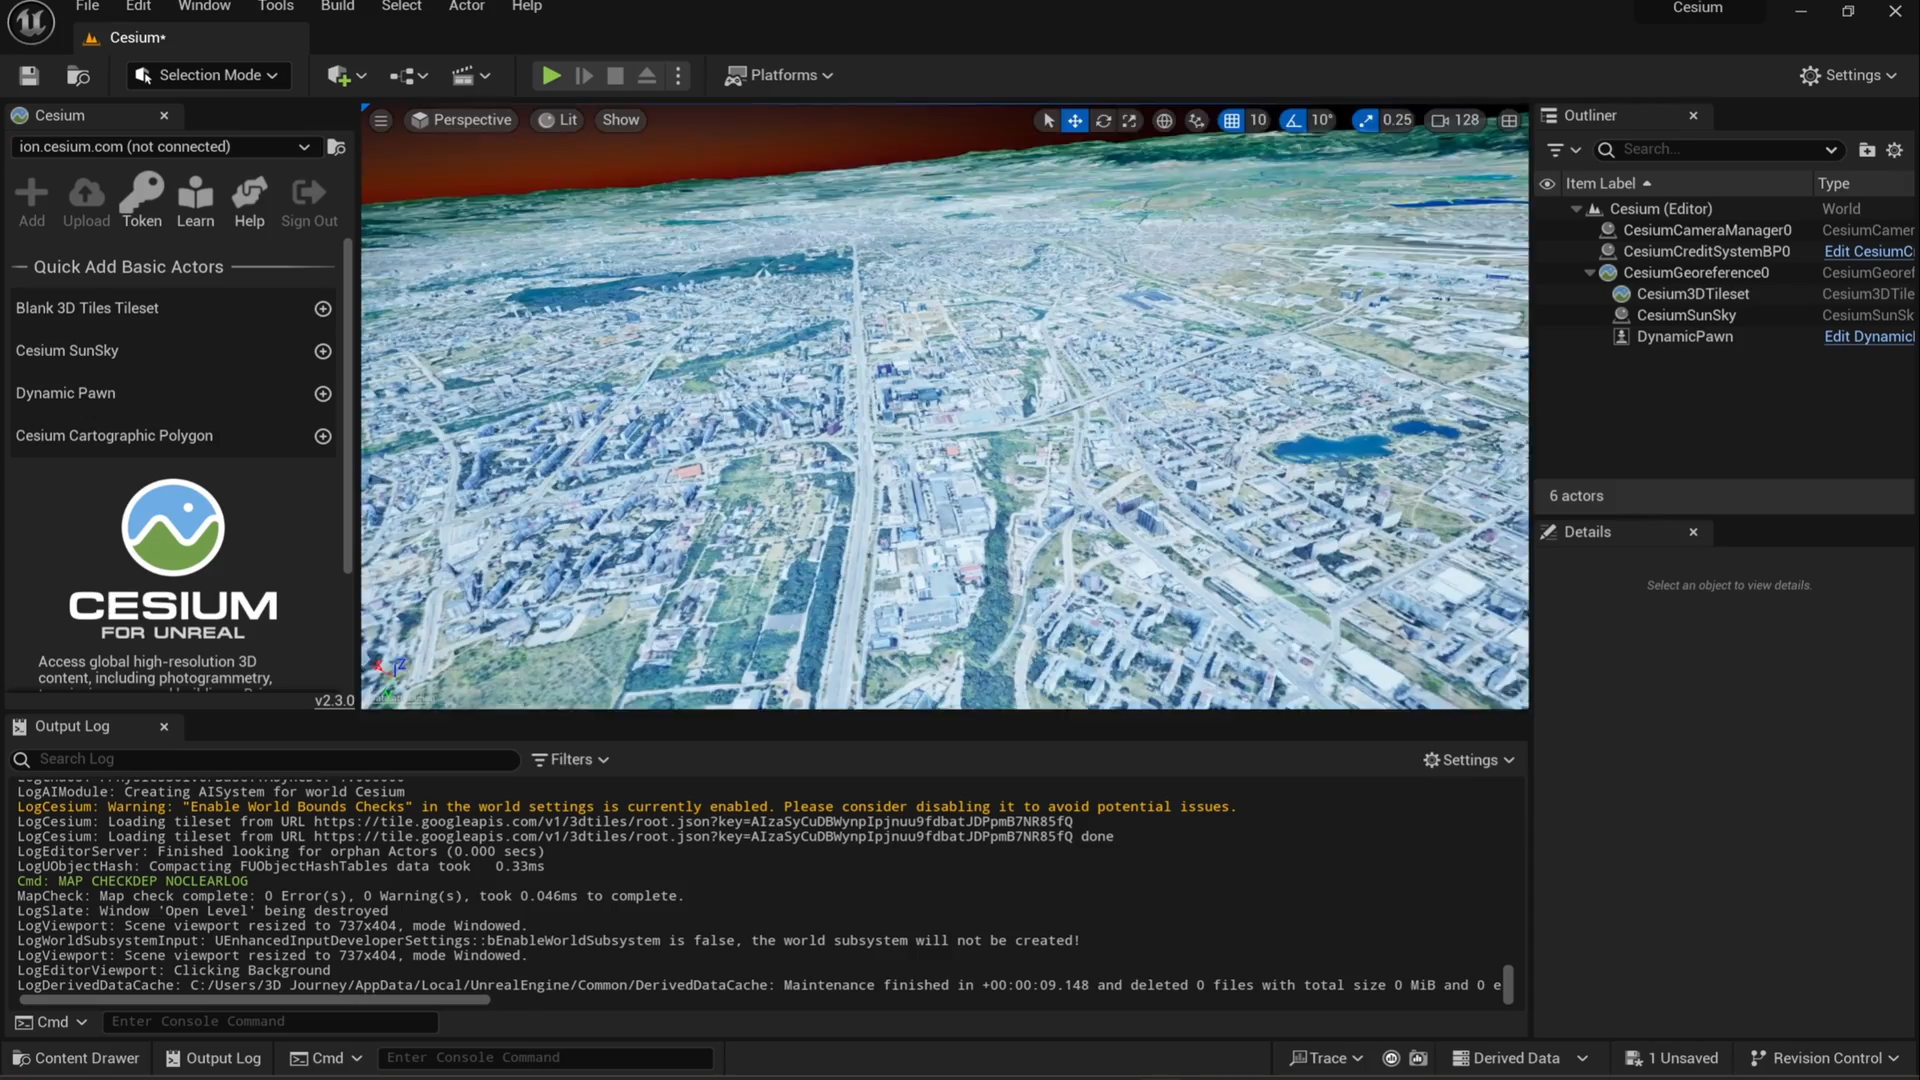 File Edit Window Tools Build Select Actor Help
Cesium
Cesium*
Selection Mode
Platforms
Settings
Cesium
ion.cesium.com (not connected)
Add Upload Token Learn Help Sign Out
Quick Add Basic Actors
Blank 3D Tiles Tileset
Cesium SunSky
Dynamic Pawn
Cesium Cartographic Polygon
CESIUM
FOR UNREAL
Access global high-resolution 3D
content, including photogrammetry,
v2.3.0
Perspective Lit Show
10 10° 0.25 128
Outliner
Search...
Item Label Type
Cesium (Editor) World
CesiumCameraManager0 CesiumCamer
CesiumCreditSystemBP0 Edit CesiumC
CesiumGeoreference0 CesiumGeoref
Cesium3DTileset Cesium3DTile
CesiumSunSky CesiumSunSk
DynamicPawn Edit Dynamic
6 actors
Details
Select an object to view details.
Output Log
Search Log
Filters
Settings
LogAIModule: Creating AISystem for world Cesium
LogCesium: Warning: "Enable World Bounds Checks" in the world settings is currently enabled. Please consider disabling it to avoid potential issues.
LogCesium: Loading tileset from URL https://tile.googleapis.com/v1/3dtiles/root.json?key=AIzaSyCuDBWynpIpjnuu9fdbatJDPpmB7NR85fQ
LogCesium: Loading tileset from URL https://tile.googleapis.com/v1/3dtiles/root.json?key=AIzaSyCuDBWynpIpjnuu9fdbatJDPpmB7NR85fQ done
LogEditorServer: Finished looking for orphan Actors (0.000 secs)
LogUObjectHash: Compacting FUObjectHashTables data took 0.33ms
Cmd: MAP CHECKDEP NOCLEARLOG
MapCheck: Map check complete: 0 Error(s), 0 Warning(s), took 0.046ms to complete.
LogSlate: Window 'Open Level' being destroyed
LogViewport: Scene viewport resized to 737x404, mode Windowed.
LogWorldSubsystemInput: UEnhancedInputDeveloperSettings::bEnableWorldSubsystem is false, the world subsystem will not be created!
LogViewport: Scene viewport resized to 737x404, mode Windowed.
LogEditorViewport: Clicking Background
LogDerivedDataCache: C:/Users/3D Journey/AppData/Local/UnrealEngine/Common/DerivedDataCache: Maintenance finished in +00:00:09.148 and deleted 0 files with total size 0 MiB and 0 e
Cmd Enter Console Command
Content Drawer Output Log Cmd Enter Console Command Trace Derived Data 1 Unsaved Revision Control